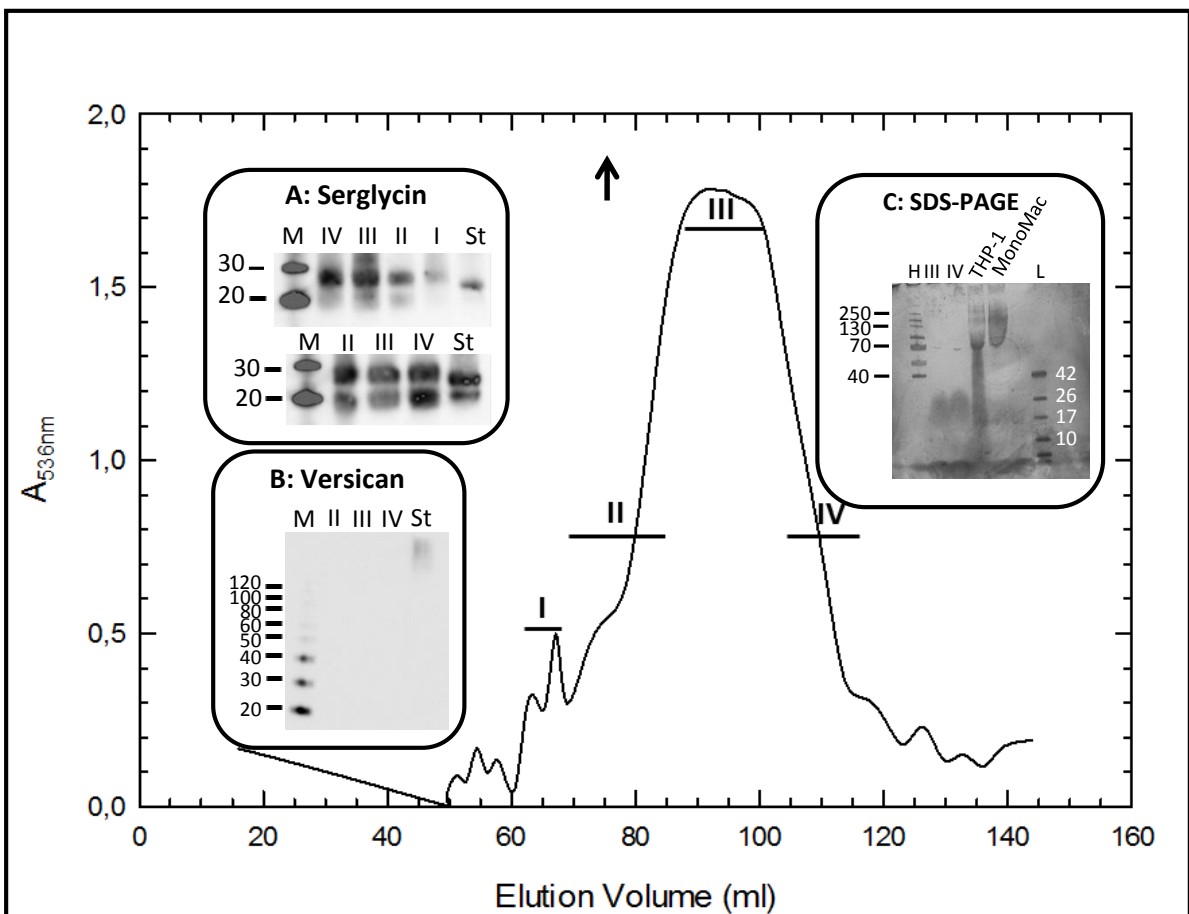 2,0
1,5
1,0
0,5
0,0
A536nm
0 20 40 60 80 100 120 140 160
Elution Volume (ml)
I
II
III
IV
A: Serglycin
M IV III II I St
30
20
M II III IV St
30
20
B: Versican
M II III IV St
120
100
80
60
50
40
30
20
C: SDS-PAGE
H III IV THP-1 MonoMac L
250
130
70
40
42
26
17
10